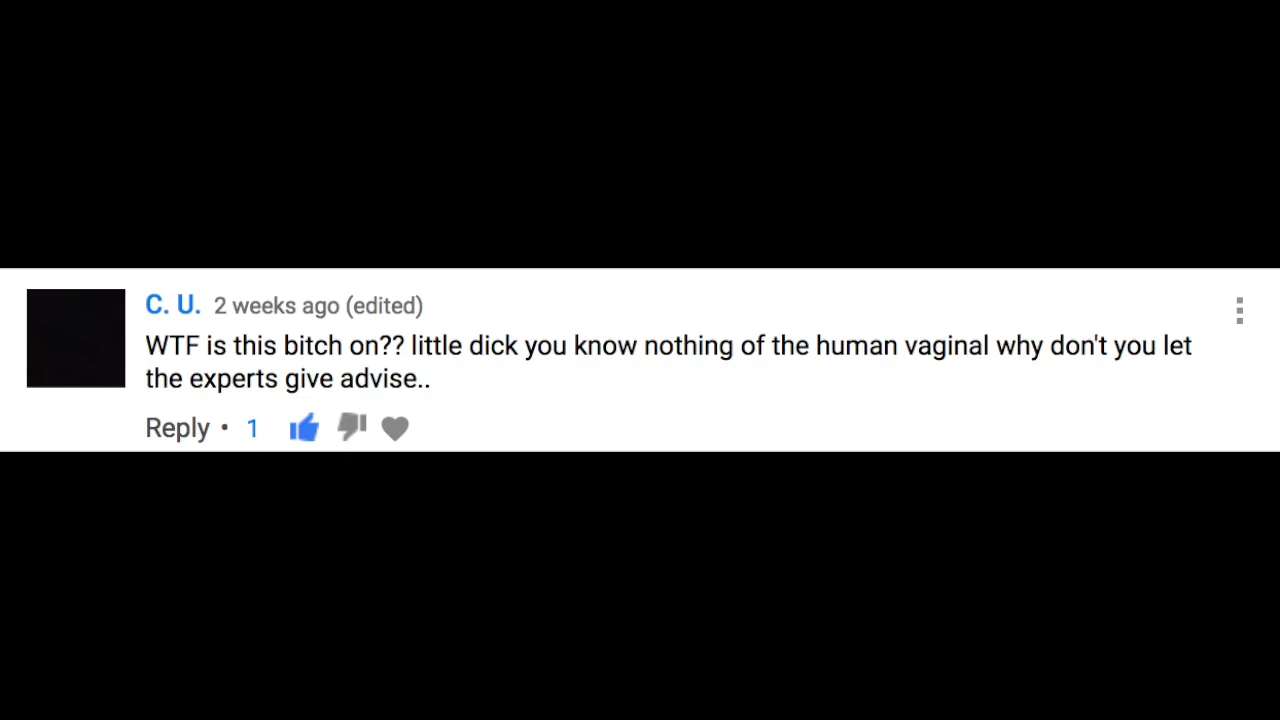 C. U. 2 weeks ago (edited)
WTF is this bitch on?? little dick you know nothing of the human vaginal why don't you let
the experts give advise..
Reply • 1